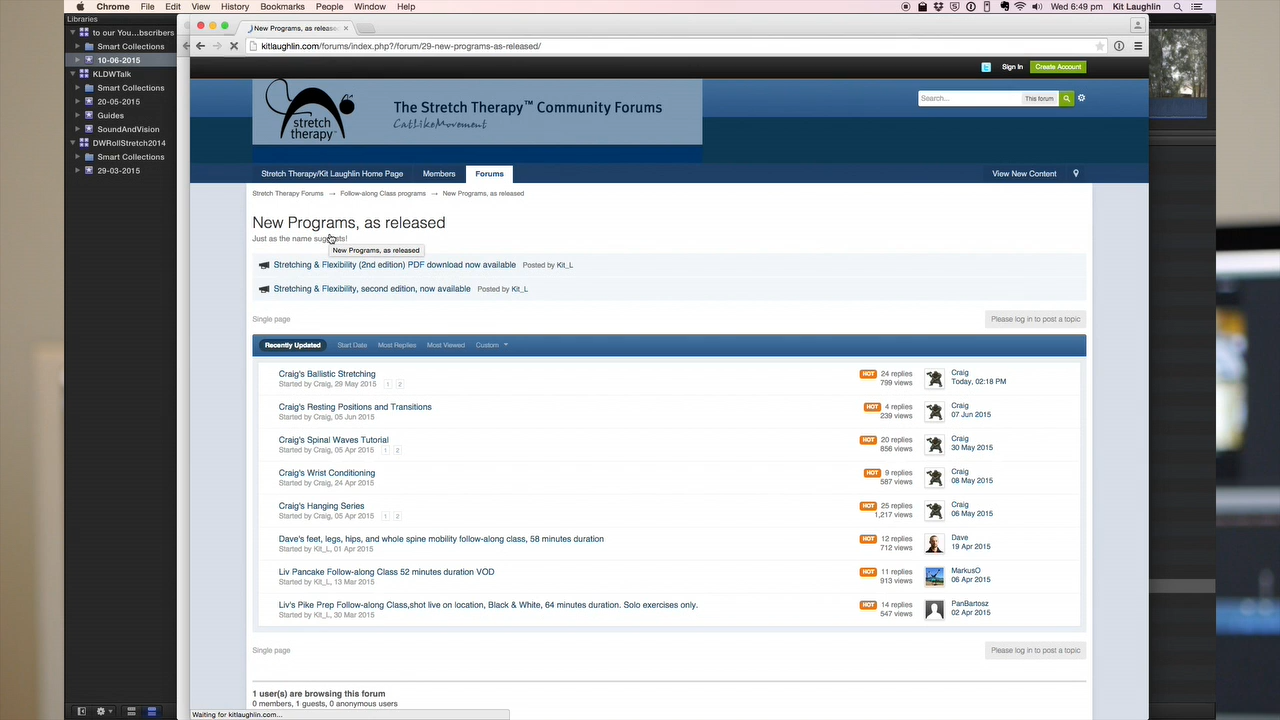 Chrome File Edit View History Bookmarks People Window Help
Wed 6:49 pm Kit Laughlin
Libraries
to our You...bscribers
Smart Collections
10-06-2015
KLDWTalk
Smart Collections
20-05-2015
Guides
SoundAndVision
DWRollStretch2014
Smart Collections
29-03-2015
New Programs, as release
kitlaughlin.com/forums/index.php?/forum/29-new-programs-as-released/
Sign In Create Account
The Stretch Therapy™ Community Forums
CatLikeMovement
stretch
therapy™
Search... This forum
Stretch Therapy/Kit Laughlin Home Page Members Forums View New Content
Stretch Therapy Forums → Follow-along Class programs → New Programs, as released
New Programs, as released
Just as the name suggests!
New Programs, as released
Stretching & Flexibility (2nd edition) PDF download now available Posted by Kit_L
Stretching & Flexibility, second edition, now available Posted by Kit_L
Single page Please log in to post a topic
Recently Updated Start Date Most Replies Most Viewed Custom
Craig's Ballistic Stretching HOT 24 replies Craig
Started by Craig, 29 May 2015 1 2 799 views Today, 02:18 PM
Craig's Resting Positions and Transitions HOT 4 replies Craig
Started by Craig, 05 Jun 2015 239 views 07 Jun 2015
Craig's Spinal Waves Tutorial HOT 20 replies Craig
Started by Craig, 05 Apr 2015 1 2 856 views 30 May 2015
Craig's Wrist Conditioning HOT 9 replies Craig
Started by Craig, 24 Apr 2015 587 views 08 May 2015
Craig's Hanging Series HOT 25 replies Craig
Started by Craig, 05 Apr 2015 1 2 1,217 views 06 May 2015
Dave's feet, legs, hips, and whole spine mobility follow-along class, 58 minutes duration HOT 12 replies Dave
Started by Kit_L, 01 Apr 2015 712 views 19 Apr 2015
Liv Pancake Follow-along Class 52 minutes duration VOD HOT 11 replies MarkusO
Started by Kit_L, 13 Mar 2015 913 views 06 Apr 2015
Liv's Pike Prep Follow-along Class,shot live on location, Black & White, 64 minutes duration. Solo exercises only. HOT 14 replies PanBartosz
Started by Kit_L, 30 Mar 2015 547 views 02 Apr 2015
Single page Please log in to post a topic
1 user(s) are browsing this forum
0 members, 1 guests, 0 anonymous users
Waiting for kitlaughlin.com...